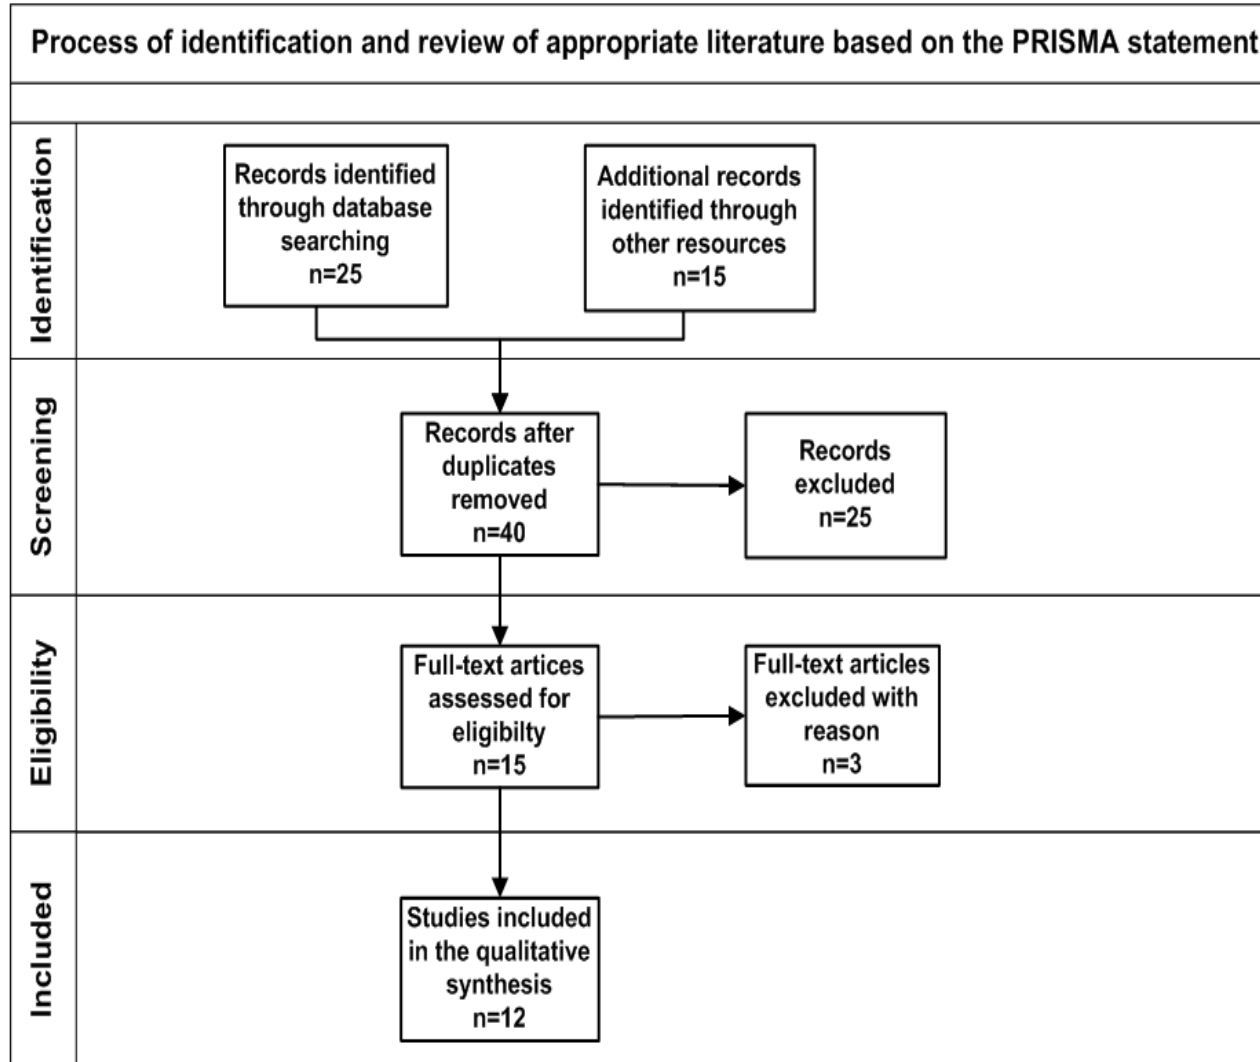 Process of identification and review of appropriate literature based on the PRISMA statement
Identification
Records identified
through database
searching
n=25
Additional records
identified through
other resources
n=15
Screening
Records after
duplicates
removed
n=40
Records
excluded
n=25
Eligibility
Full-text artices
assessed for
eligibilty
n=15
Full-text articles
excluded with
reason
n=3
Included
Studies included
in the qualitative
synthesis
n=12